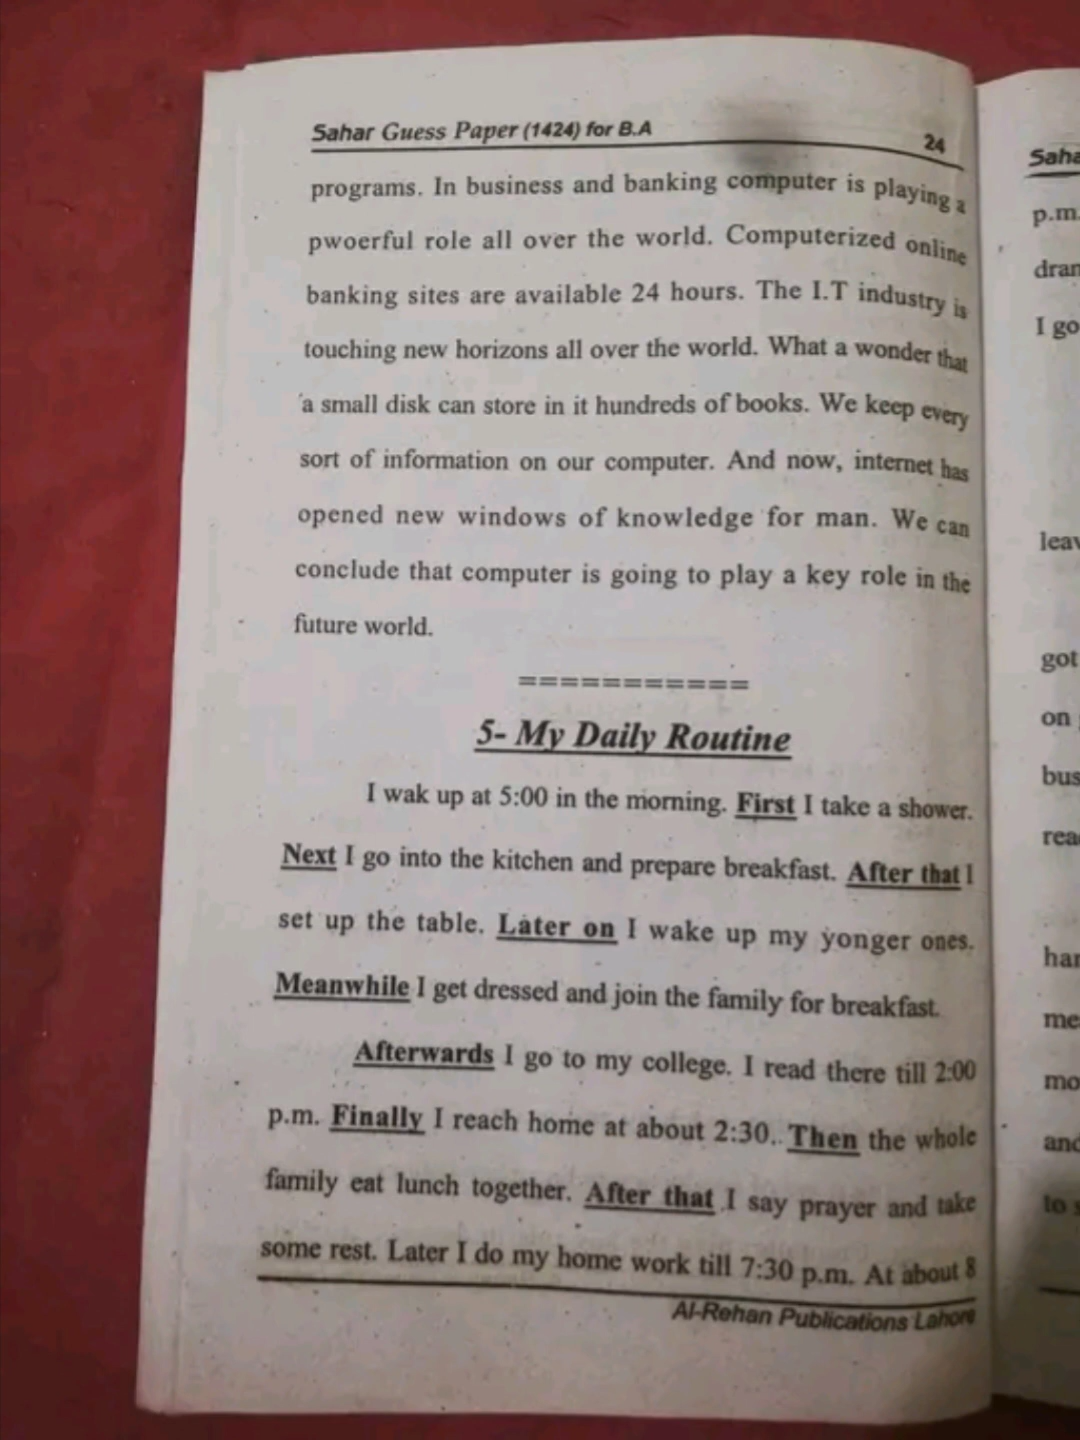 Sahar Guess Paper (1424) for B.A 24
programs. In business and banking computer is playing a
pwoerful role all over the world. Computerized online
banking sites are available 24 hours. The I.T industry is
touching new horizons all over the world. What a wonder that
a small disk can store in it hundreds of books. We keep every
sort of information on our computer. And now, internet has
opened new windows of knowledge for man. We can
conclude that computer is going to play a key role in the
future world.
===========
5- My Daily Routine
I wak up at 5:00 in the morning. First I take a shower.
Next I go into the kitchen and prepare breakfast. After that I
set up the table. Later on I wake up my yonger ones.
Meanwhile I get dressed and join the family for breakfast.
Afterwards I go to my college. I read there till 2:00
p.m. Finally I reach home at about 2:30. Then the whole
family eat lunch together. After that I say prayer and take
some rest. Later I do my home work till 7:30 p.m. At about 8
Al-Rehan Publications Lahore
p.m.
I go
got
on